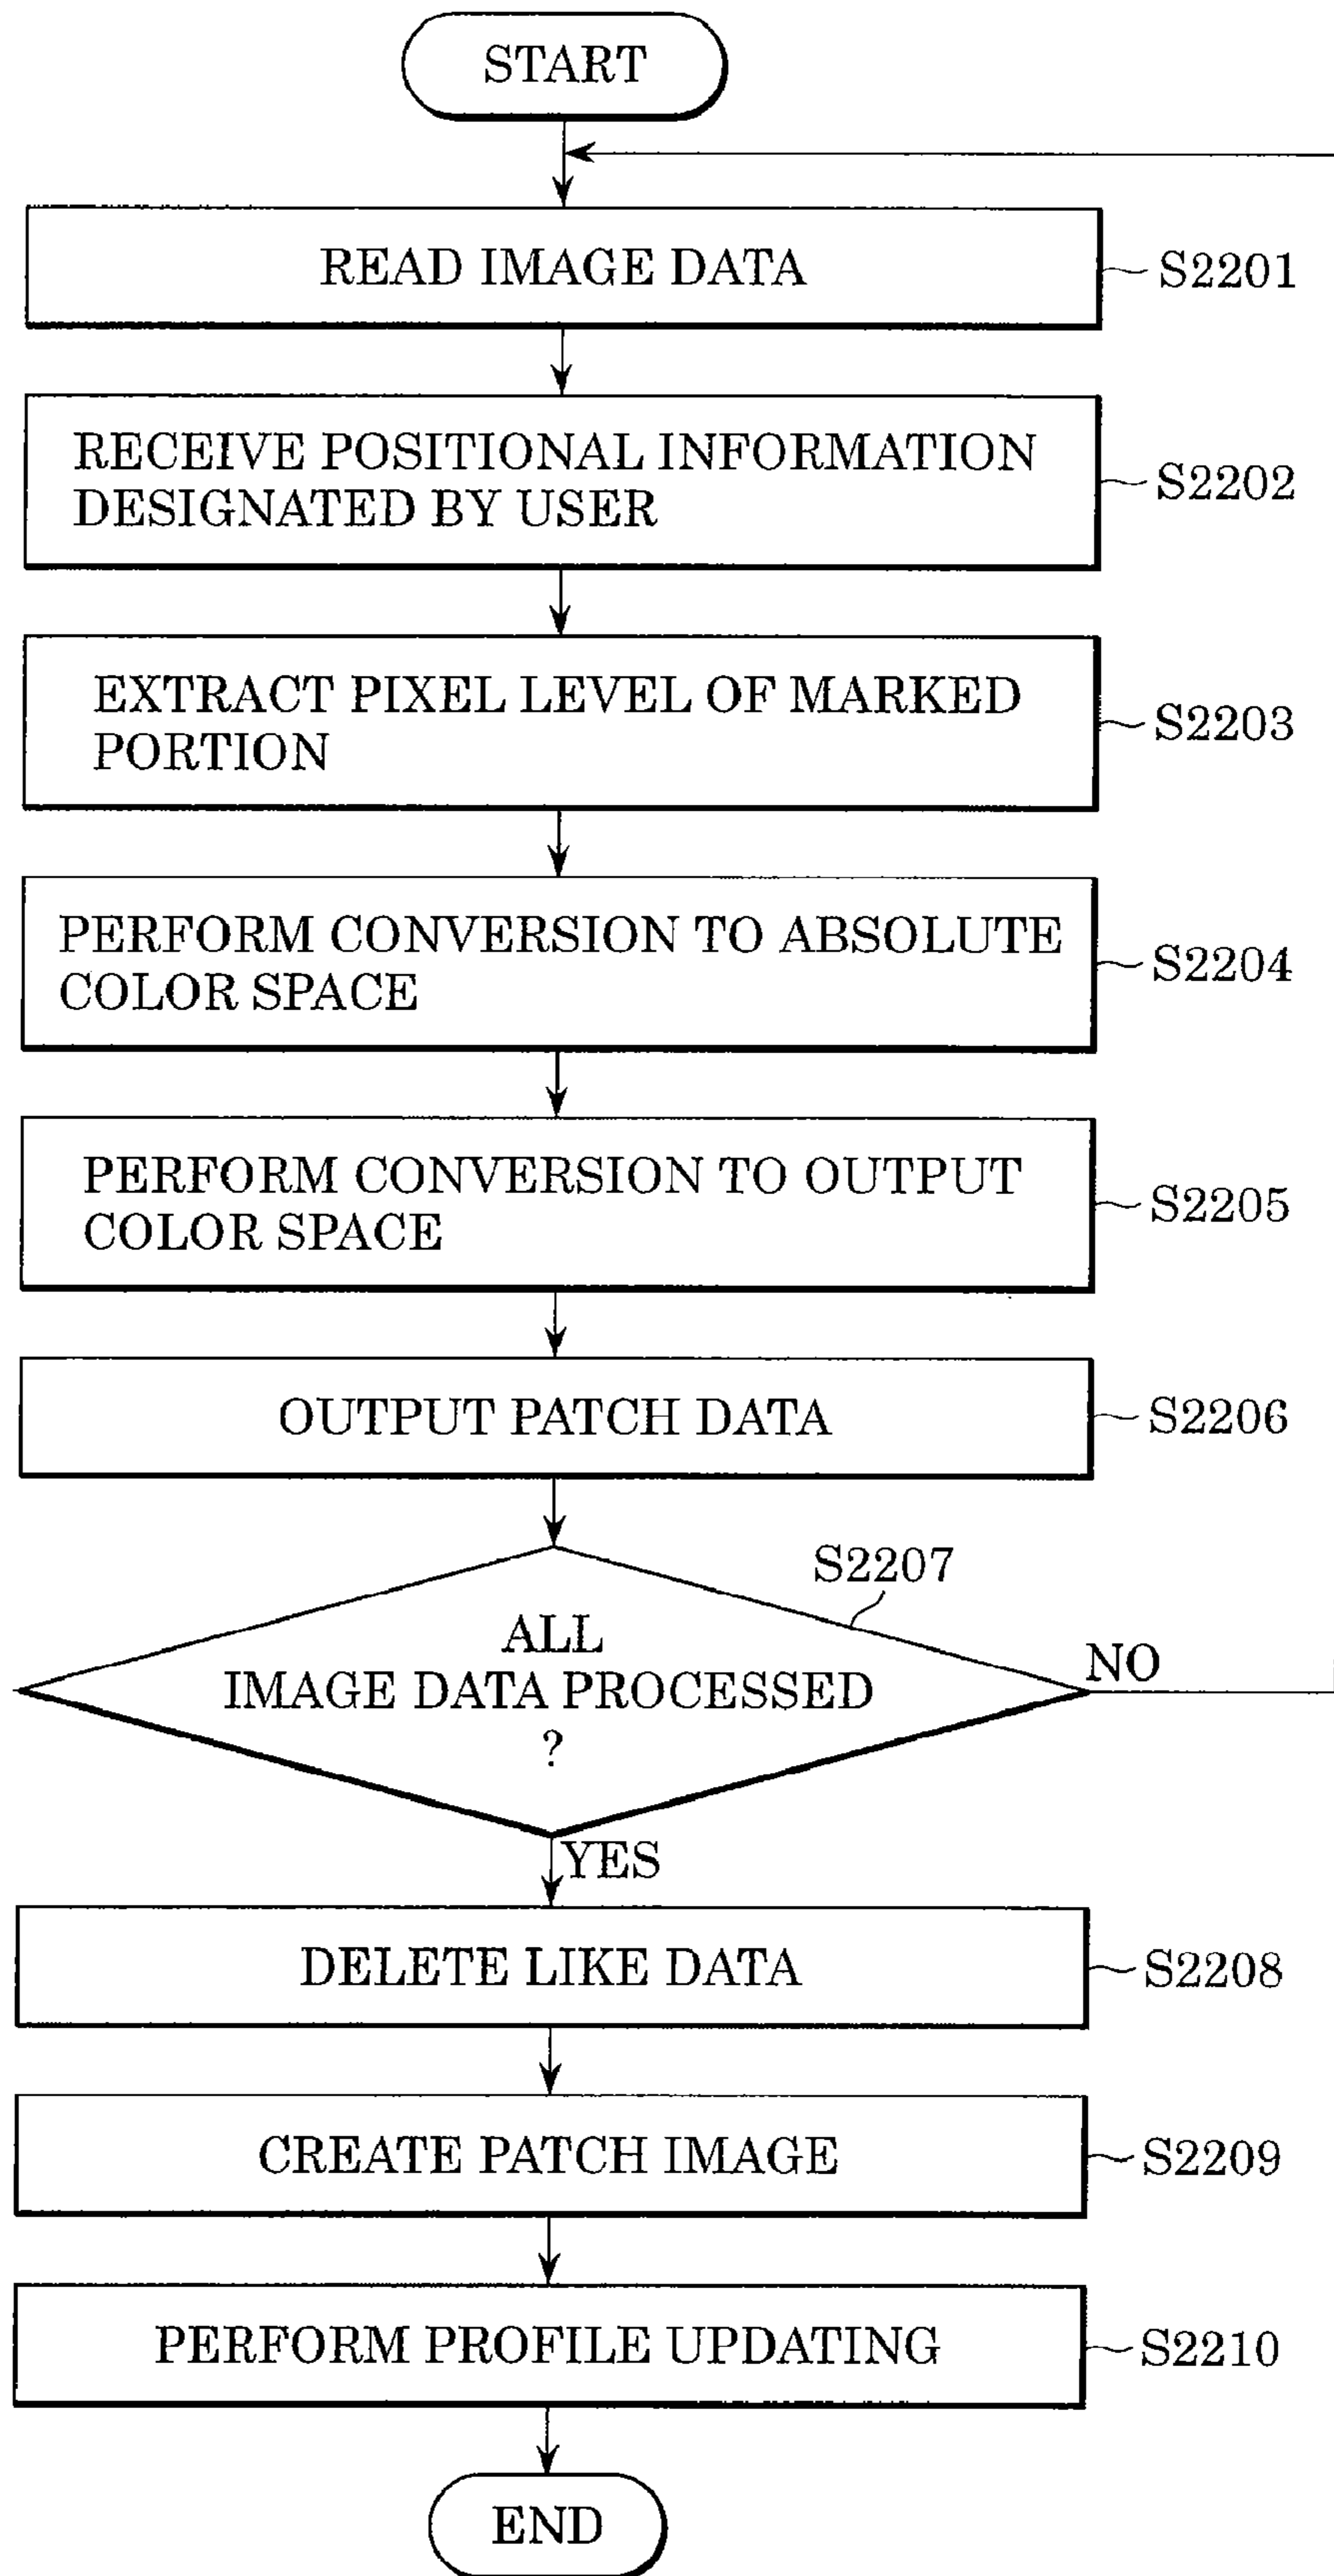 START
READ IMAGE DATA
S2201
RECEIVE POSITIONAL INFORMATION
DESIGNATED BY USER
S2202
EXTRACT PIXEL LEVEL OF MARKED
PORTION
S2203
PERFORM CONVERSION TO ABSOLUTE
COLOR SPACE
S2204
PERFORM CONVERSION TO OUTPUT
COLOR SPACE
S2205
OUTPUT PATCH DATA
S2206
S2207
ALL
IMAGE DATA PROCESSED
?
NO
YES
DELETE LIKE DATA
S2208
CREATE PATCH IMAGE
S2209
PERFORM PROFILE UPDATING
S2210
END